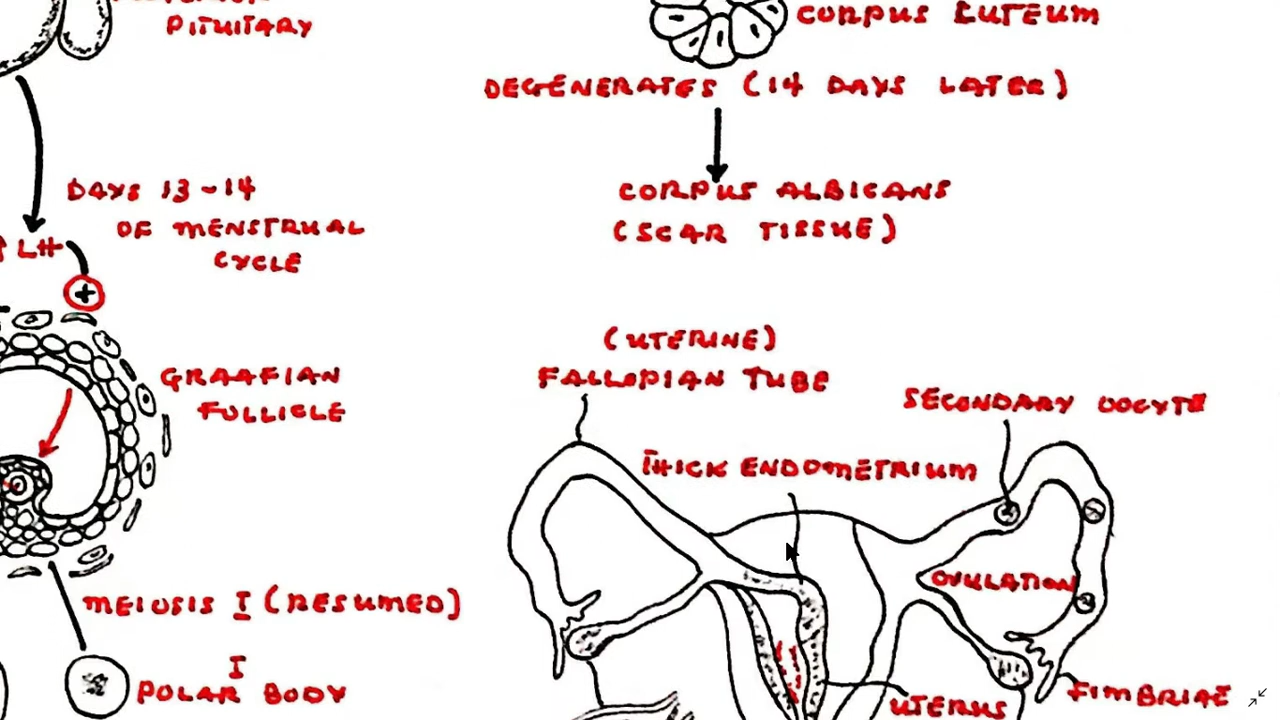 PITUITARY
CORPUS LUTEUM
DEGENERATES (14 DAYS LATER)
DAYS 13-14
OF MENSTRUAL
CYCLE
↑ LH
+
CORPUS ALBICANS
(SCAR TISSUE)
GRAAFIAN
FOLLICLE
(UTERINE)
FALLOPIAN TUBE
SECONDARY OOCYTE
THICK ENDOMETRIUM
OVULATION
MEIOSIS I (RESUMED)
I
POLAR BODY
UTERUS
FIMBRIAE